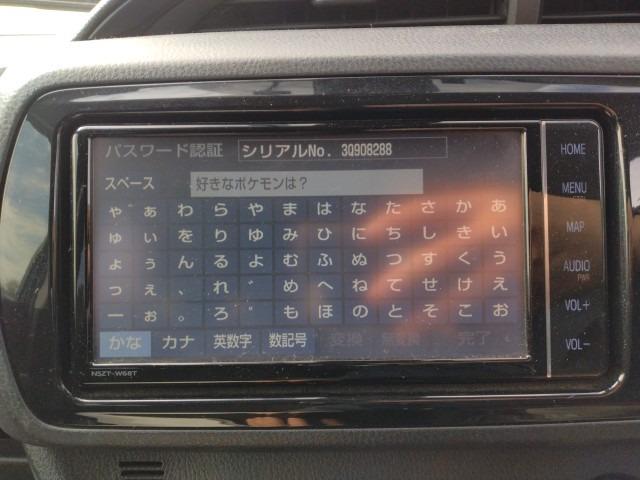 パスワード認証 シリアルNo. 3Q908288
スペース 好きなポケモンは？
ゃ ぁ わ ら や ま は な た さ か あ
ゅ ぃ を り ゆ み ひ に ち し き い
ょ ぅ ん る よ む ふ ぬ つ す く う
っ ぇ 、 れ ゛ め へ ね て せ け え
ー ぉ 。 ろ ゜ も ほ の と そ こ お
かな カナ 英数字 数記号 変換 無変換 完了
NSZT-W68T
HOME
MENU
MAP
AUDIO
PWR
VOL+
VOL-